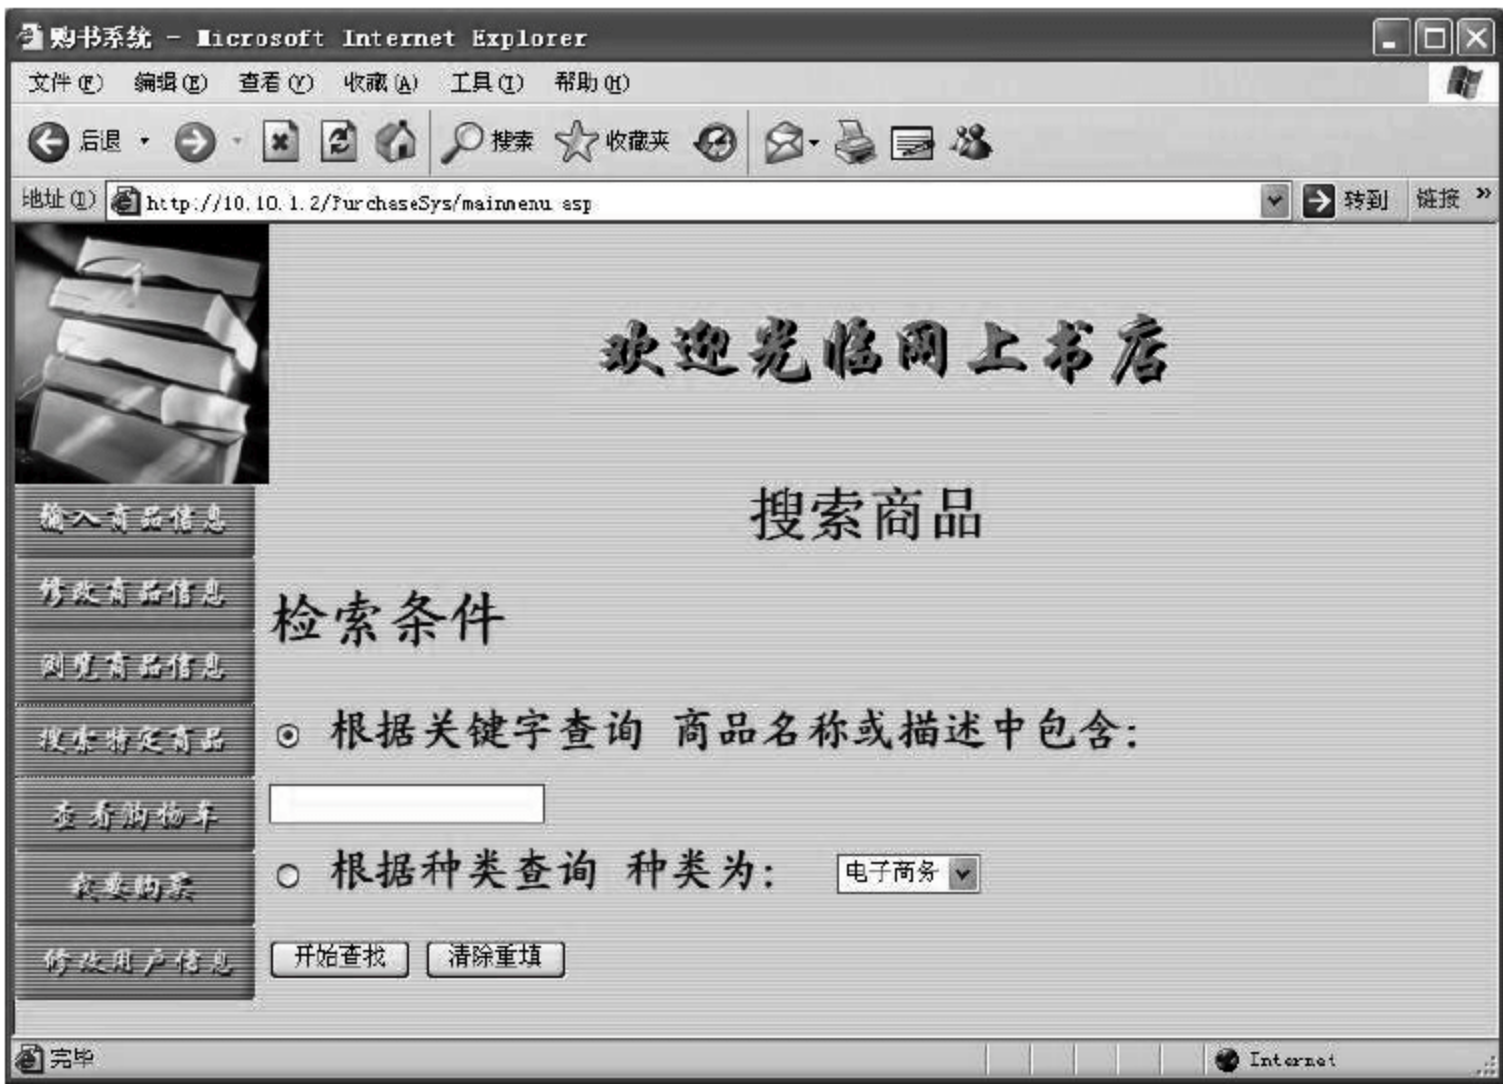 购书系统 - Microsoft Internet Explorer
文件(F) 编辑(E) 查看(V) 收藏(A) 工具(T) 帮助(H)
后退 搜索 收藏夹
地址(D) http://10.10.1.2/PurchaseSys/mainmenu.asp 转到 链接 »
欢迎光临网上书店
输入商品信息
修改商品信息
浏览商品信息
搜索特定商品
查看购物车
我要购买
修改用户信息
搜索商品
检索条件
根据关键字查询 商品名称或描述中包含:
根据种类查询 种类为: 电子商务
开始查找 清除重填
完毕 Internet